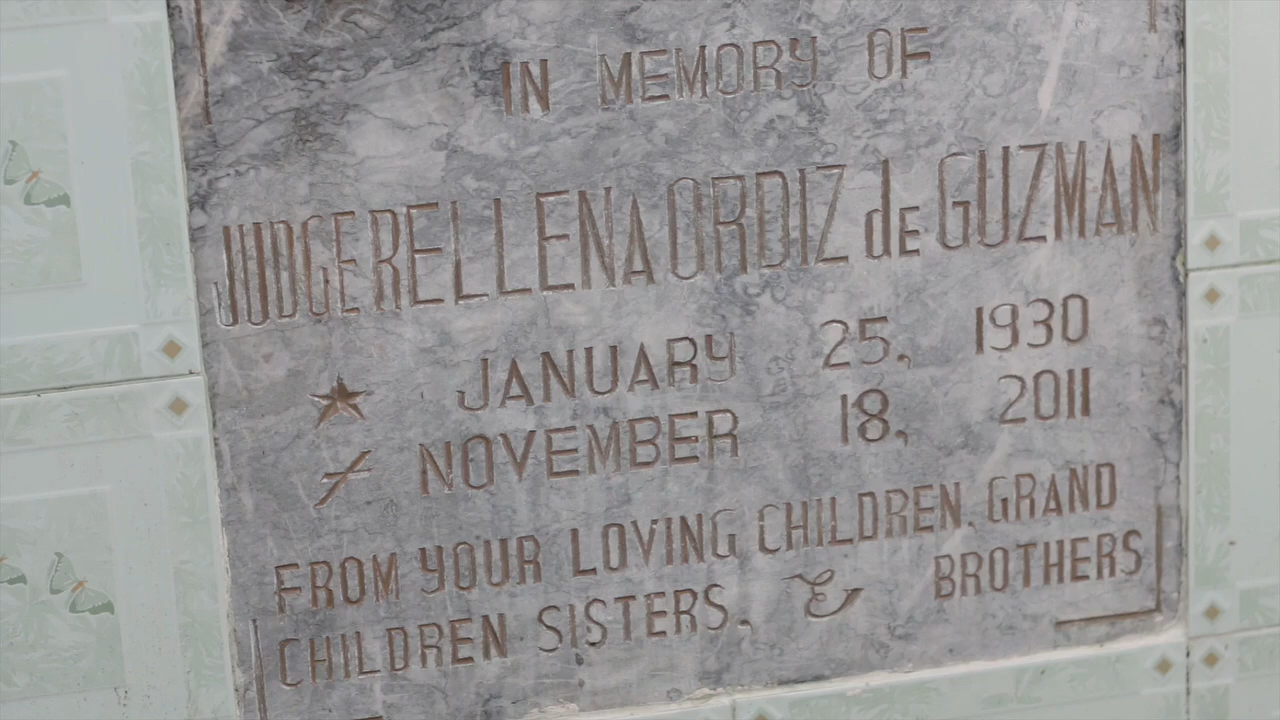 IN MEMORY OF
JUDGE RELLENA ORDIZ de GUZMAN
JANUARY 25, 1930
NOVEMBER 18, 2011
FROM YOUR LOVING CHILDREN, GRAND
CHILDREN SISTERS, & BROTHERS